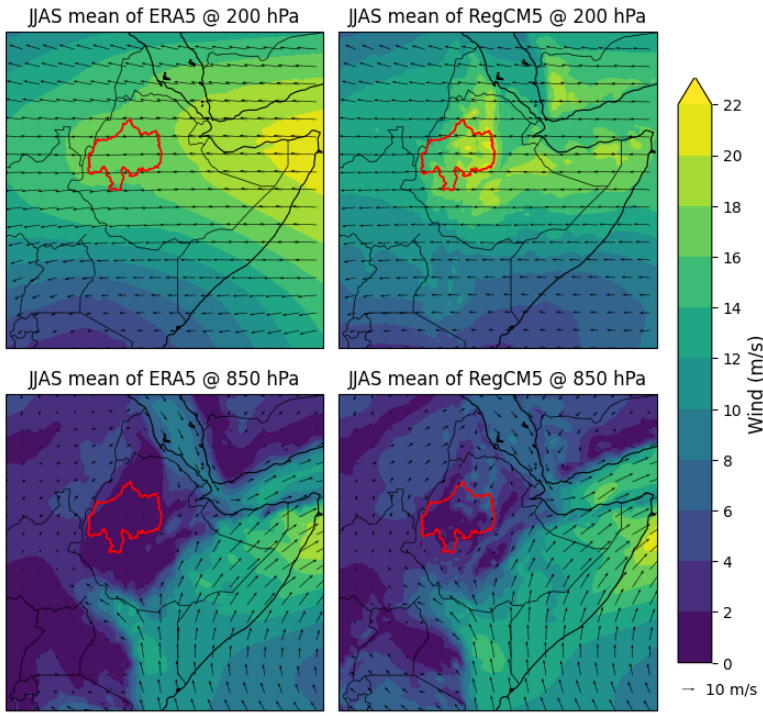 JJAS mean of ERA5 @ 200 hPa
JJAS mean of RegCM5 @ 200 hPa
JJAS mean of ERA5 @ 850 hPa
JJAS mean of RegCM5 @ 850 hPa
22
20
18
16
14
12
10
8
6
4
2
0
Wind (m/s)
10 m/s